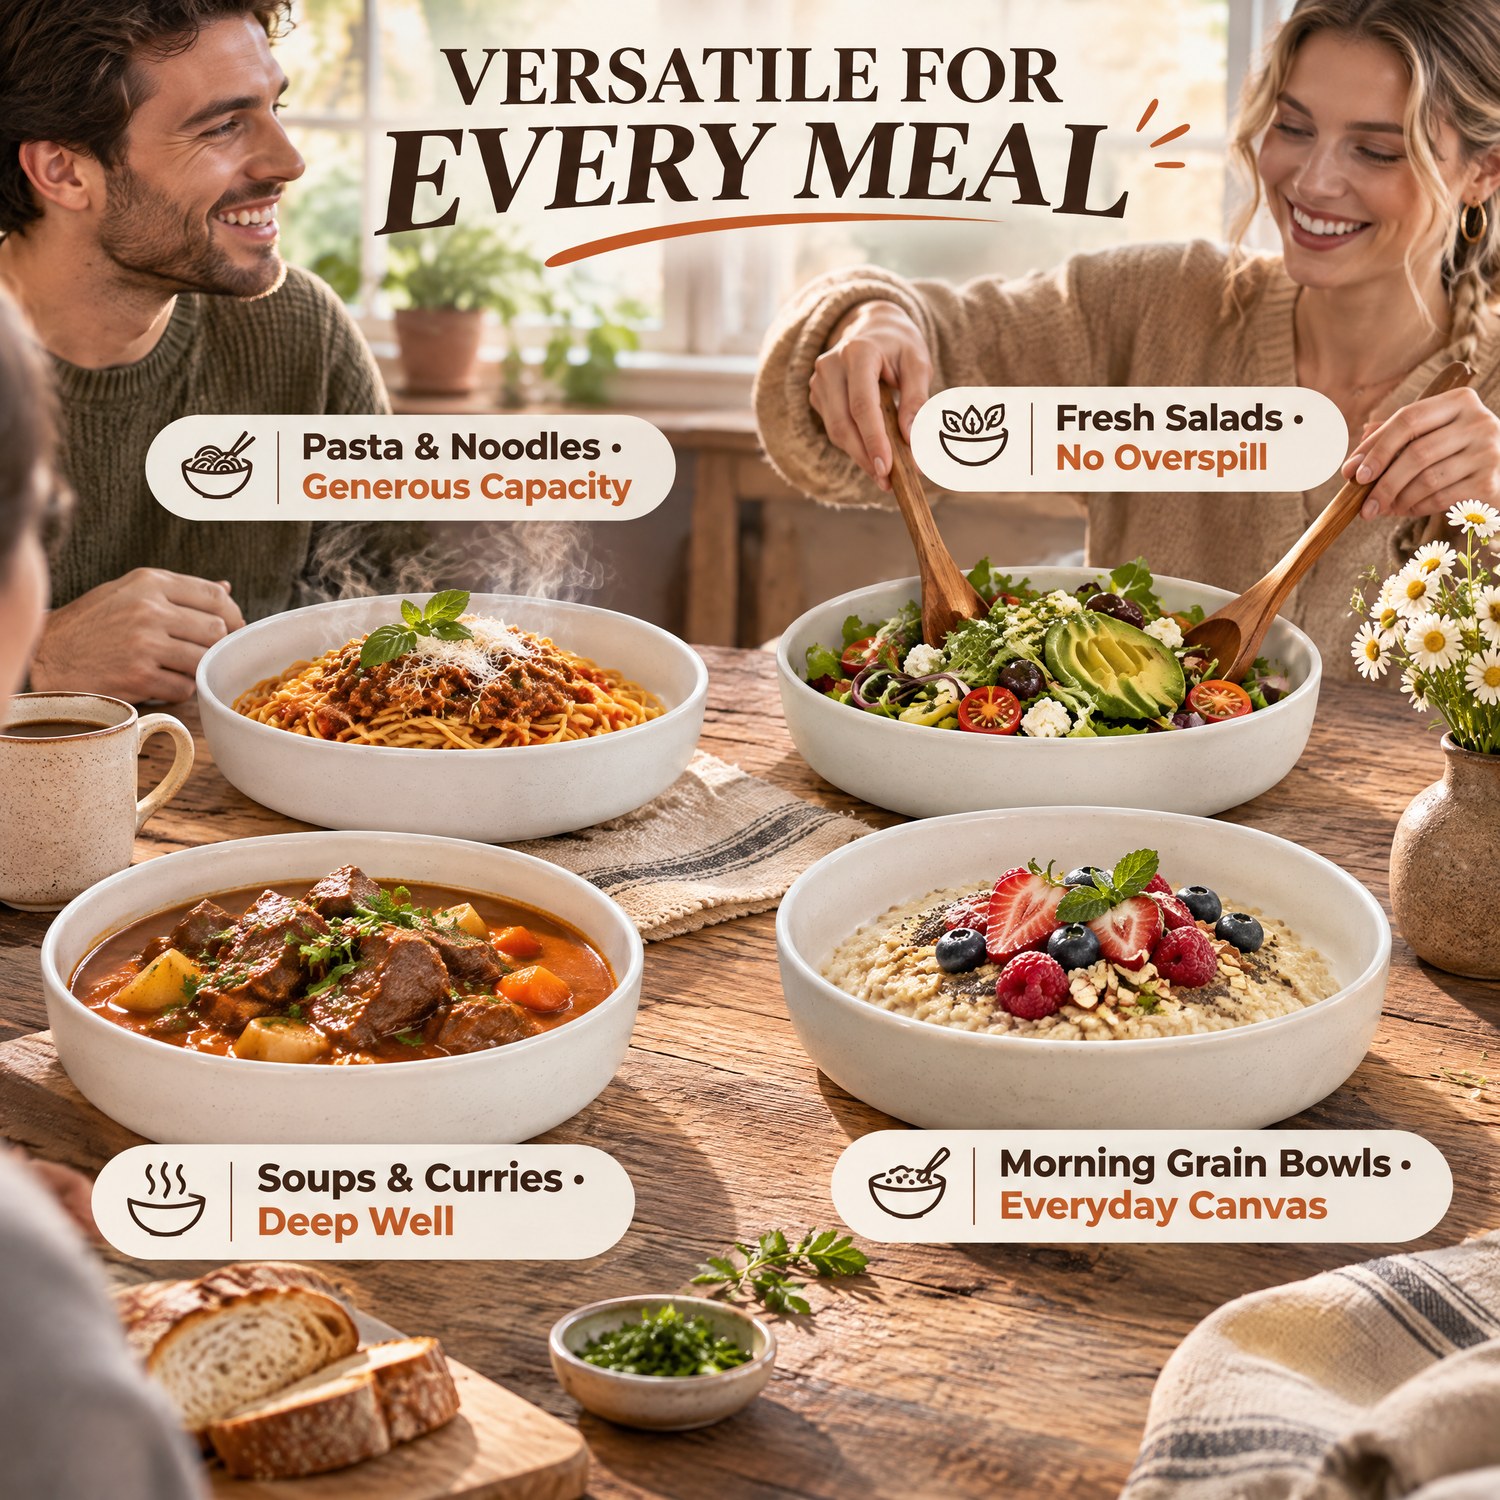 VERSATILE FOR
EVERY MEAL
Pasta & Noodles •
Generous Capacity
Fresh Salads •
No Overspill
Soups & Curries •
Deep Well
Morning Grain Bowls •
Everyday Canvas